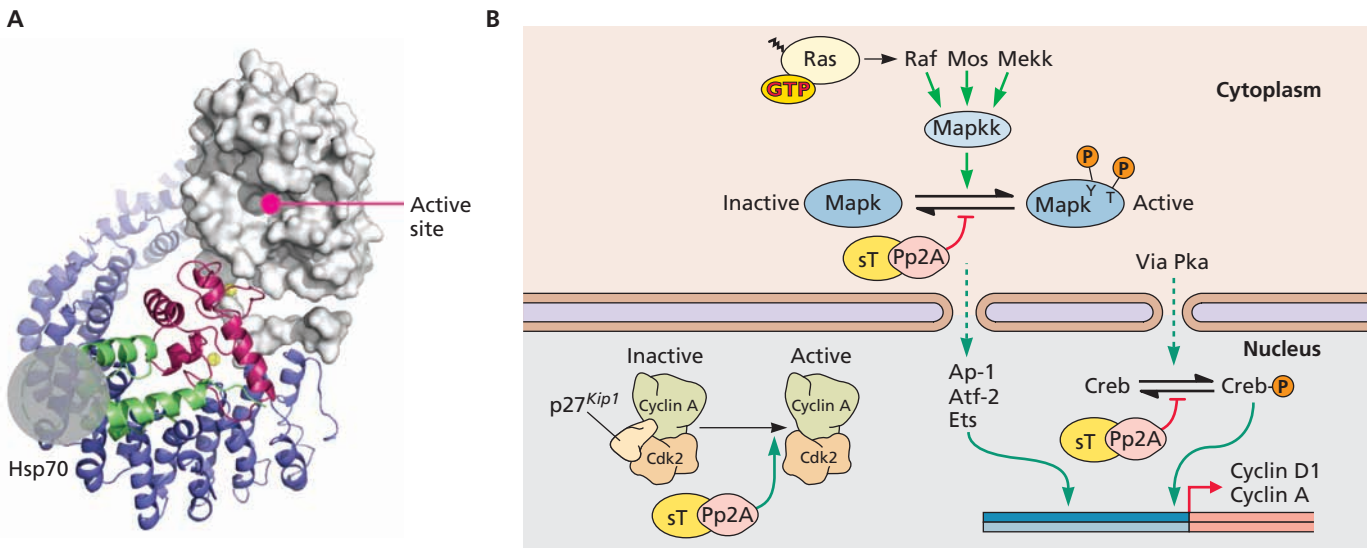 A
Active
site
Hsp70
B
Ras
GTP
Raf Mos Mekk
Cytoplasm
Mapkk
P
P
Inactive
Mapk
Mapk
Y
T
Active
sT
Pp2A
Via Pka
Nucleus
Inactive
Active
p27Kip1
Cyclin A
Cdk2
Cyclin A
Cdk2
sT
Pp2A
Ap-1
Atf-2
Ets
Creb
Creb-P
sT
Pp2A
Cyclin D1
Cyclin A